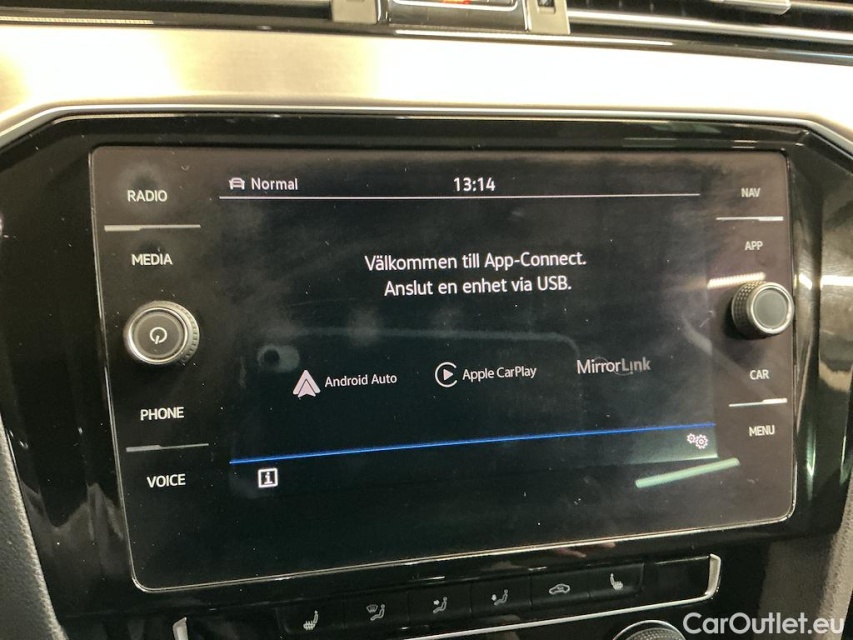 RADIO
MEDIA
PHONE
VOICE
Normal
13:14
Välkommen till App-Connect.
Anslut en enhet via USB.
Android Auto
Apple CarPlay
MirrorLink
NAV
APP
CAR
MENU
CarOutlet.eu